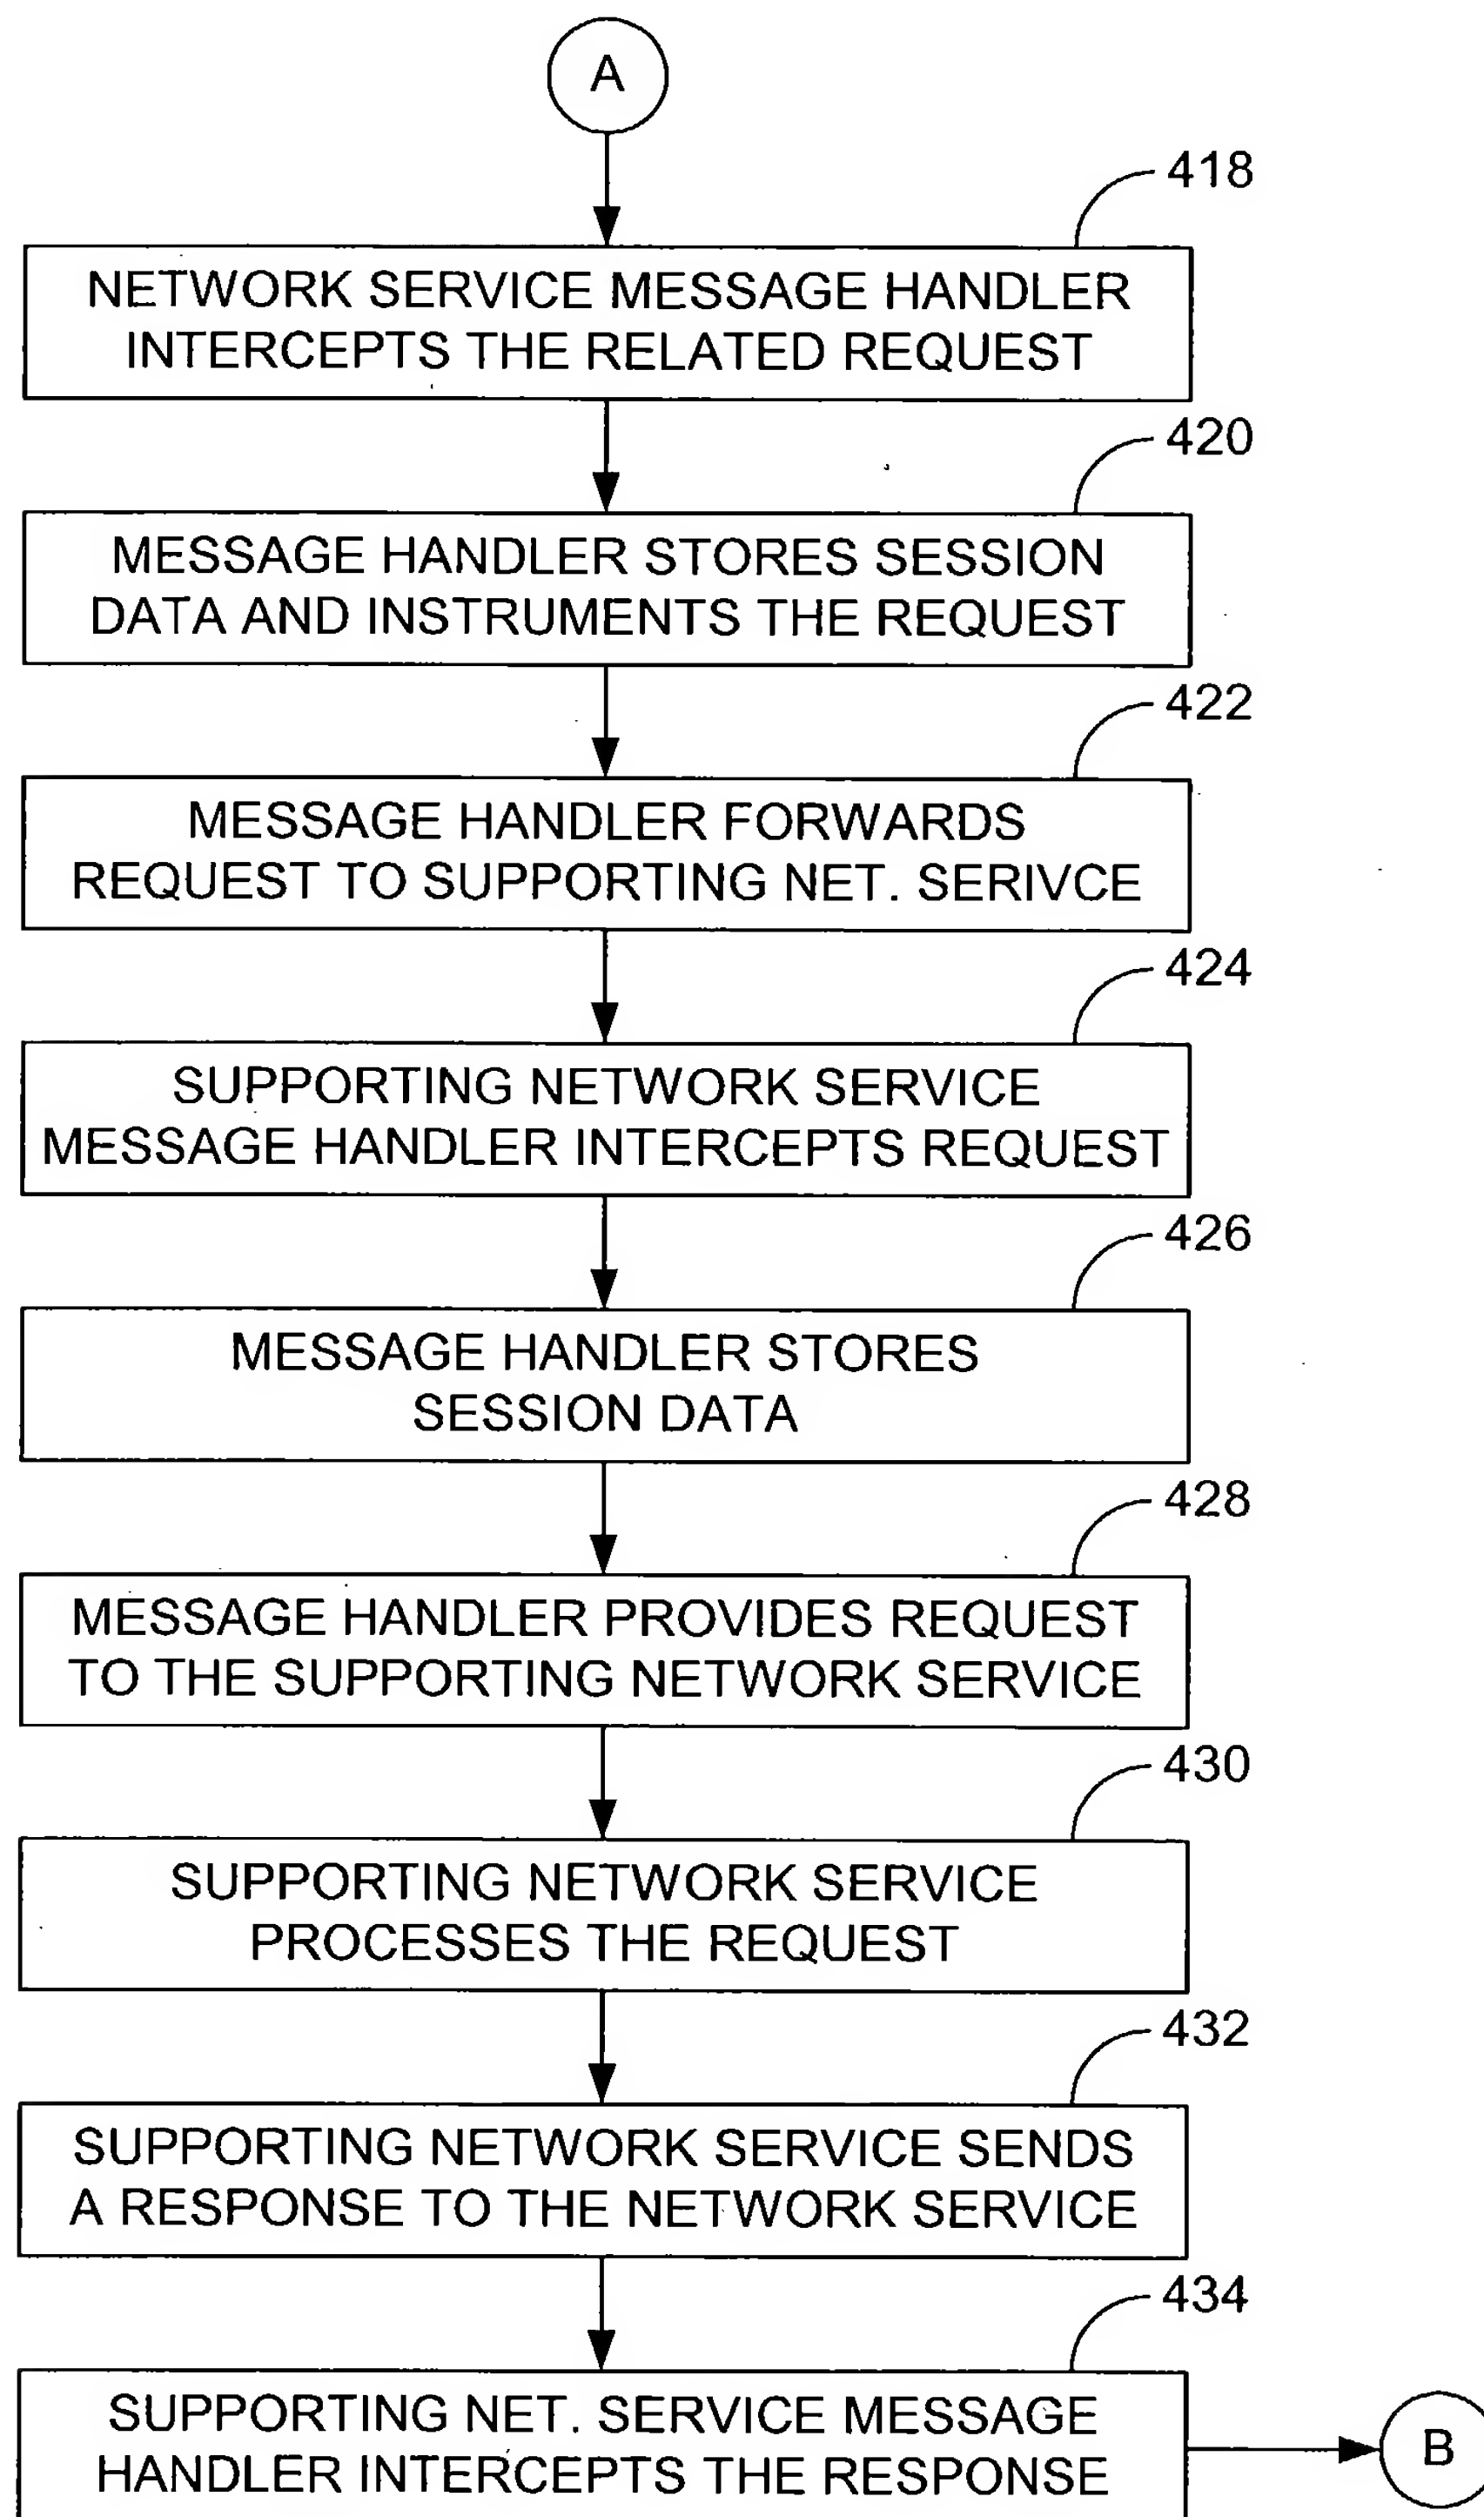 A
418
NETWORK SERVICE MESSAGE HANDLER
INTERCEPTS THE RELATED REQUEST
420
MESSAGE HANDLER STORES SESSION
DATA AND INSTRUMENTS THE REQUEST
422
MESSAGE HANDLER FORWARDS
REQUEST TO SUPPORTING NET. SERIVCE
424
SUPPORTING NETWORK SERVICE
MESSAGE HANDLER INTERCEPTS REQUEST
426
MESSAGE HANDLER STORES
SESSION DATA
428
MESSAGE HANDLER PROVIDES REQUEST
TO THE SUPPORTING NETWORK SERVICE
430
SUPPORTING NETWORK SERVICE
PROCESSES THE REQUEST
432
SUPPORTING NETWORK SERVICE SENDS
A RESPONSE TO THE NETWORK SERVICE
434
SUPPORTING NET. SERVICE MESSAGE
HANDLER INTERCEPTS THE RESPONSE
B